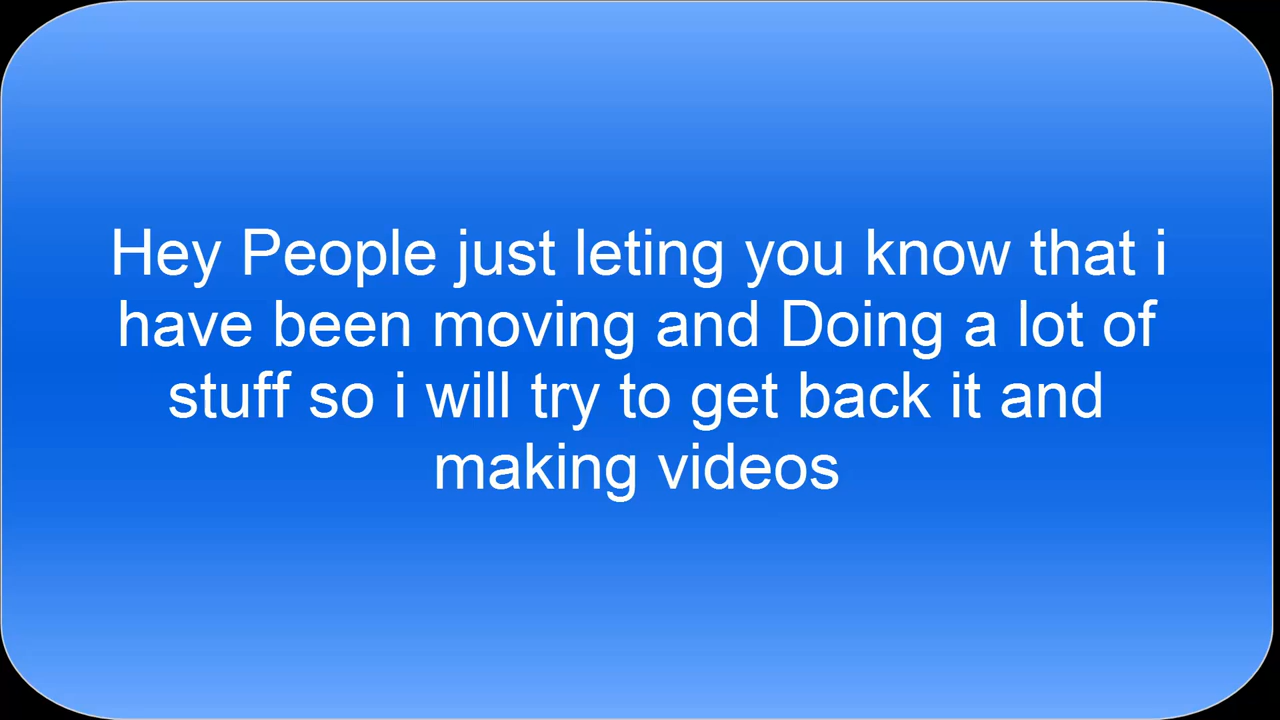 Hey People just leting you know that i
have been moving and Doing a lot of
stuff so i will try to get back it and
making videos